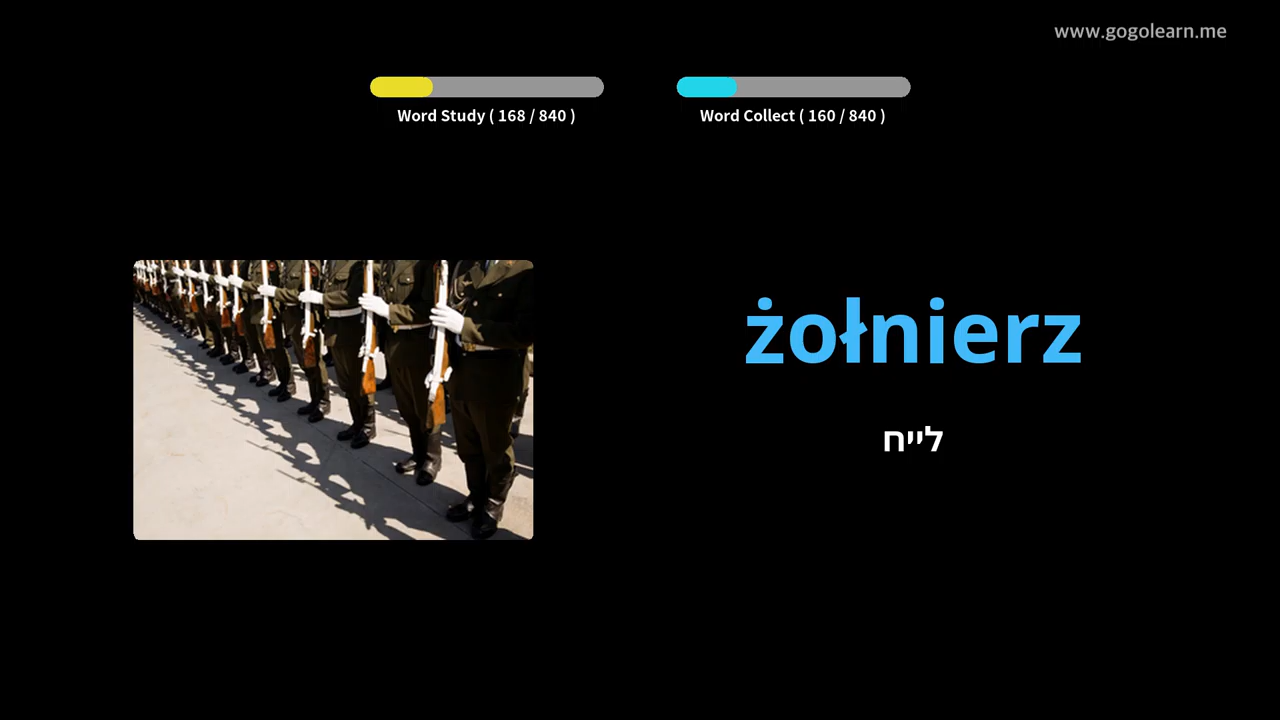 www.gogolearn.me
Word Study ( 168 / 840 )
Word Collect ( 160 / 840 )
żołnierz
לייח